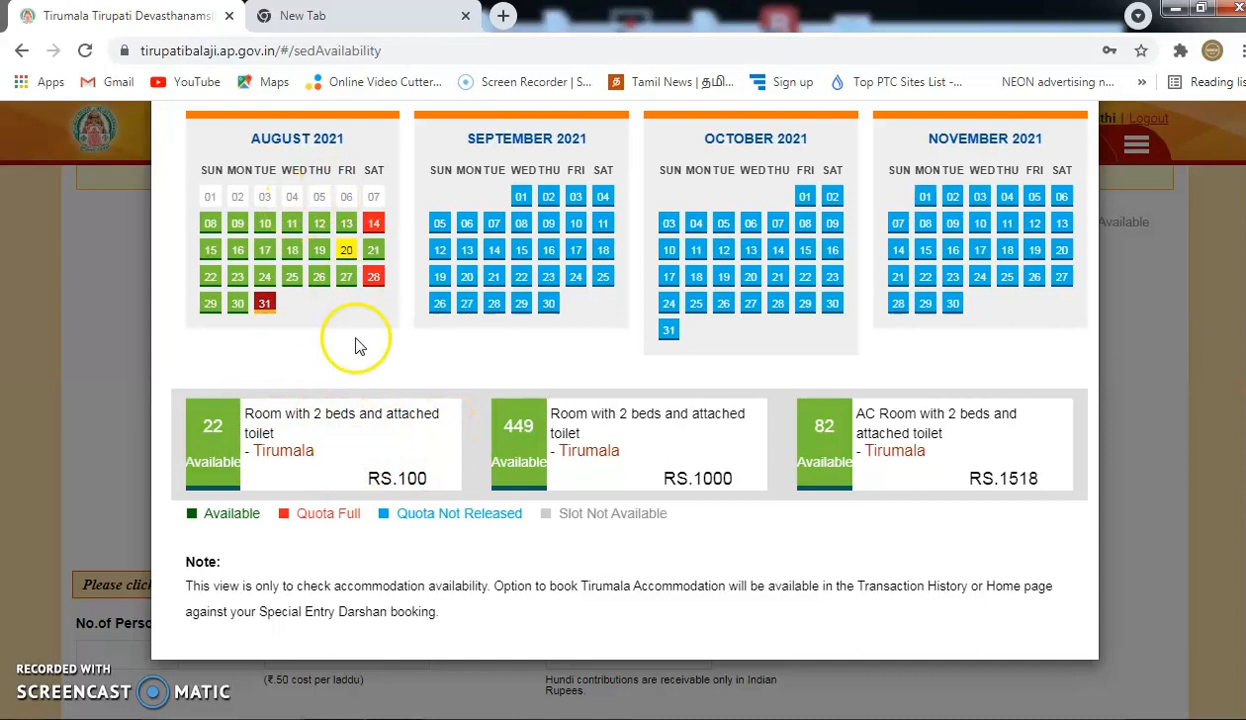 Tirumala Tirupati Devasthanams
New Tab
tirupatibalaji.ap.gov.in/#/sedAvailability
Apps Gmail YouTube Maps Online Video Cutter... Screen Recorder | S... Tamil News | தமி... Sign up Top PTC Sites List -... NEON advertising n... » Reading lis
thi | Logout
AUGUST 2021
SUN MON TUE WED THU FRI SAT
01 02 03 04 05 06 07
08 09 10 11 12 13 14
15 16 17 18 19 20 21
22 23 24 25 26 27 28
29 30 31
SEPTEMBER 2021
SUN MON TUE WED THU FRI SAT
01 02 03 04
05 06 07 08 09 10 11
12 13 14 15 16 17 18
19 20 21 22 23 24 25
26 27 28 29 30
OCTOBER 2021
SUN MON TUE WED THU FRI SAT
01 02
03 04 05 06 07 08 09
10 11 12 13 14 15 16
17 18 19 20 21 22 23
24 25 26 27 28 29 30
31
NOVEMBER 2021
SUN MON TUE WED THU FRI SAT
01 02 03 04 05 06
07 08 09 10 11 12 13
14 15 16 17 18 19 20
21 22 23 24 25 26 27
28 29 30
Available
22
Available
Room with 2 beds and attached
toilet
- Tirumala
RS.100
449
Available
Room with 2 beds and attached
toilet
- Tirumala
RS.1000
82
Available
AC Room with 2 beds and
attached toilet
- Tirumala
RS.1518
Available Quota Full Quota Not Released Slot Not Available
Note:
This view is only to check accommodation availability. Option to book Tirumala Accommodation will be available in the Transaction History or Home page
against your Special Entry Darshan booking.
Please clic
No.of Perso
(₹.50 cost per laddu)
Hundi contributions are receivable only in Indian
Rupees.
RECORDED WITH
SCREENCAST MATIC